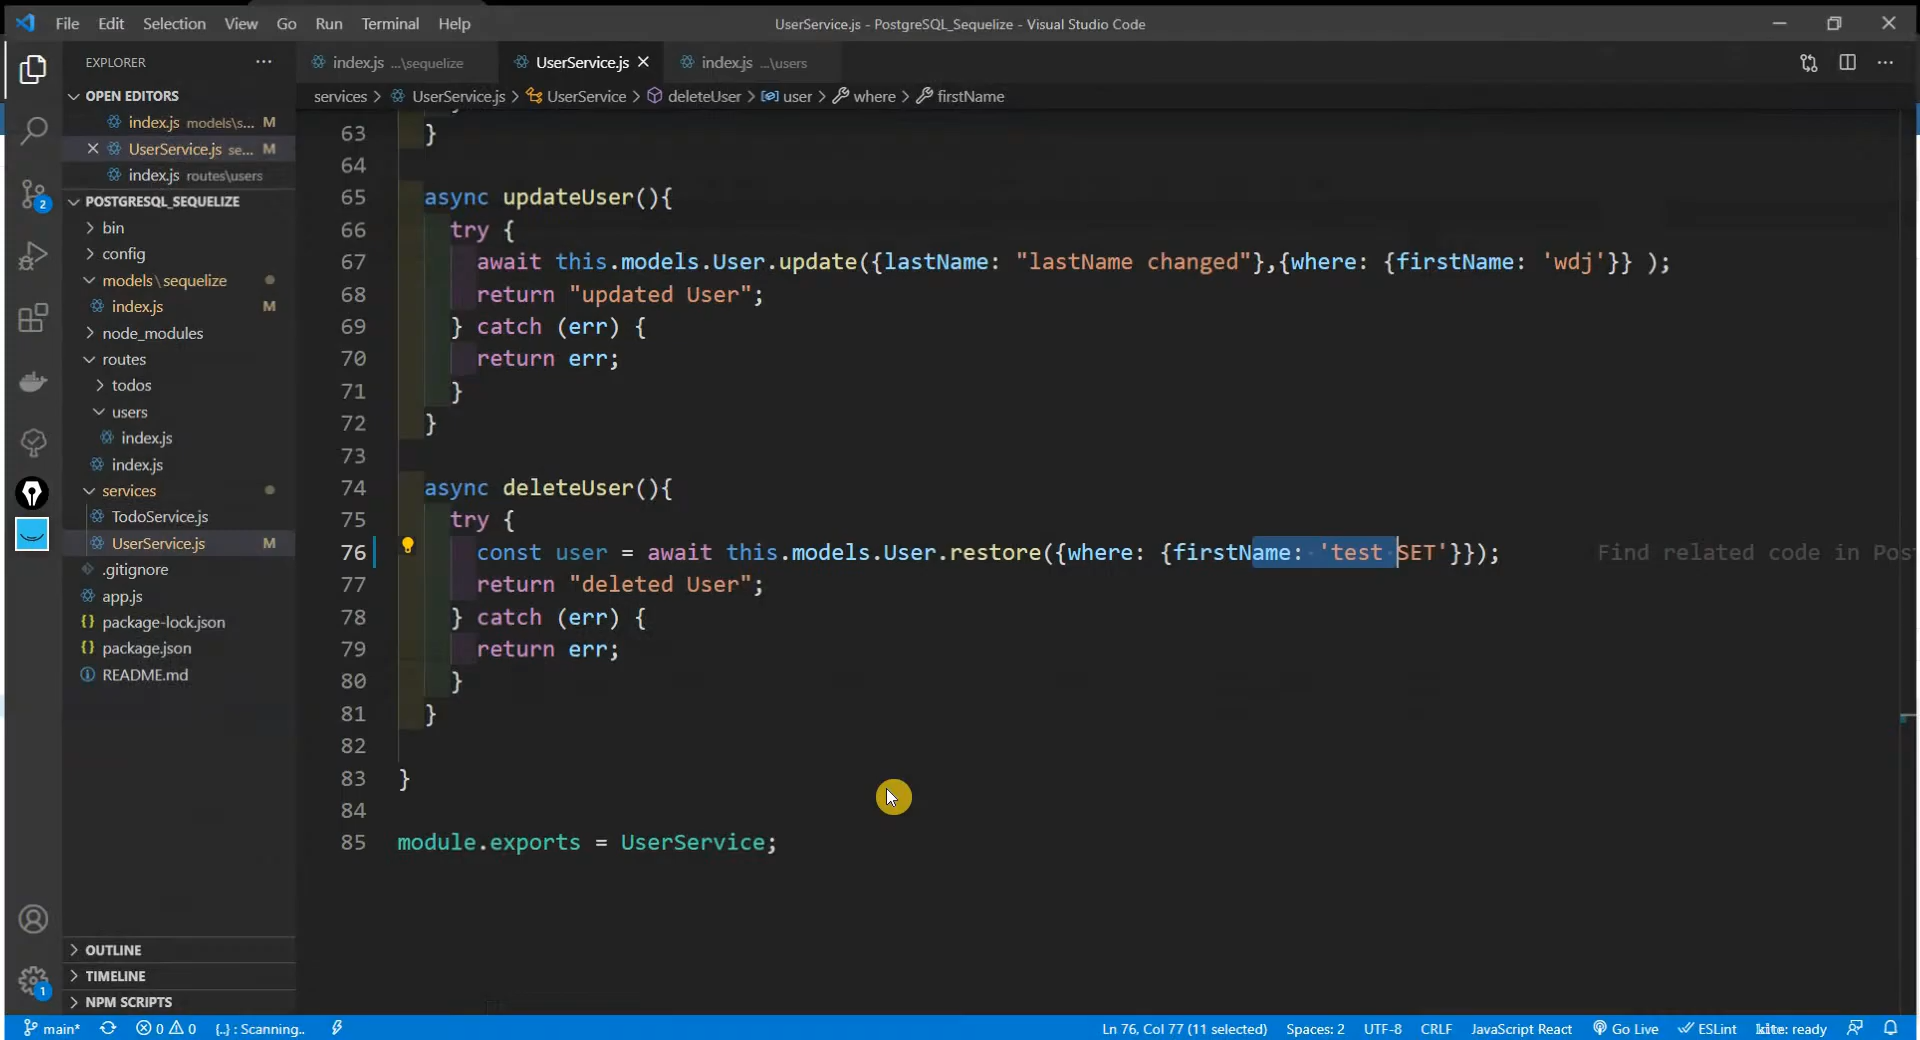 File Edit Selection View Go Run Terminal Help
UserService.js - PostgreSQL_Sequelize - Visual Studio Code
EXPLORER
index.js ...\sequelize
UserService.js
index.js ...\users
OPEN EDITORS
services > UserService.js > UserService > deleteUser > user > where > firstName
index.js models\s... M
UserService.js se... M
index.js routes\users
POSTGRESQL_SEQUELIZE
bin
config
models\sequelize
index.js M
node_modules
routes
todos
users
index.js
index.js
services
TodoService.js
UserService.js M
.gitignore
app.js
package-lock.json
package.json
README.md
OUTLINE
TIMELINE
NPM SCRIPTS
2
1
63 }
64
65 async updateUser(){
66 try {
67 await this.models.User.update({lastName: "lastName changed"},{where: {firstName: 'wdj'}} );
68 return "updated User";
69 } catch (err) {
70 return err;
71 }
72 }
73
74 async deleteUser(){
75 try {
76 const user = await this.models.User.restore({where: {firstName: 'test SET'}}); Find related code in Pos
77 return "deleted User";
78 } catch (err) {
79 return err;
80 }
81 }
82
83 }
84
85 module.exports = UserService;
main* 0 0 {..} : Scanning.. Ln 76, Col 77 (11 selected) Spaces: 2 UTF-8 CRLF JavaScript React Go Live ESLint kite: ready